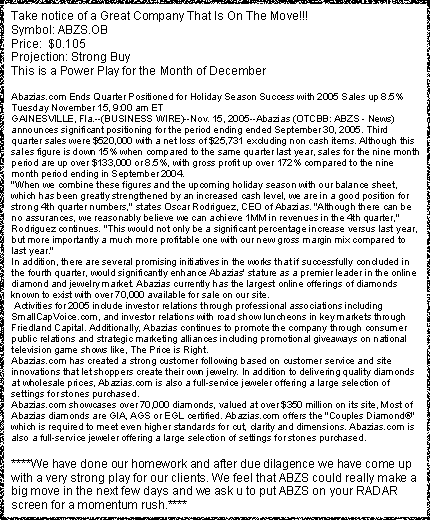 Take notice of a Great Company That Is On The Move!!!
Symbol: ABZS.OB
Price:  $0.105
Projection: Strong Buy
This is a Power Play for the Month of December
Abazias.com Ends Quarter Positioned for Holiday Season Success with 2005 Sales up 8.5%
Tuesday November 15, 9:00 am ET
GAINESVILLE, Fla.--(BUSINESS WIRE)--Nov. 15, 2005--Abazias (OTCBB: ABZS - News)
announces significant positioning for the period ending ended September 30, 2005. Third
quarter sales were $520,000 with a net loss of $25,731 excluding non cash items. Although this
sales figure is down 15% when compared to the same quarter last year, sales for the nine month
period are up over $133,000 or 8.5%, with gross profit up over 172% compared to the nine
month period ending in September 2004.
"When we combine these figures and the upcoming holiday season with our balance sheet,
which has been greatly strengthened by an increased cash level, we are in a good position for
strong 4th quarter numbers," states Oscar Rodriguez, CEO of Abazias. "Although there can be
no assurances, we reasonably believe we can achieve 1MM in revenues in the 4th quarter,"
Rodriguez continues. "This would not only be a significant percentage increase versus last year,
but more importantly a much more profitable one with our new gross margin mix compared to
last year."
In addition, there are several promising initiatives in the works that if successfully concluded in
the fourth quarter, would significantly enhance Abazias' stature as a premier leader in the online
diamond and jewelry market. Abazias currently has the largest online offerings of diamonds
known to exist with over 70,000 available for sale on our site.
Activities for 2005 include investor relations through professional associations including
SmallCapVoice.com, and investor relations with road show luncheons in key markets through
Friedland Capital. Additionally, Abazias continues to promote the company through consumer
public relations and strategic marketing alliances including promotional giveaways on national
television game shows like, The Price is Right.
Abazias.com has created a strong customer following based on customer service and site
innovations that let shoppers create their own jewelry. In addition to delivering quality diamonds
at wholesale prices, Abazias.com is also a full-service jeweler offering a large selection of
settings for stones purchased.
Abazias.com showcases over 70,000 diamonds, valued at over $350 million on its site, Most of
Abazias diamonds are GIA, AGS or EGL certified. Abazias.com offers the "Couples Diamond®"
which is required to meet even higher standards for cut, clarity and dimensions. Abazias.com is
also a full-service jeweler offering a large selection of settings for stones purchased.
****We have done our homework and after due dilagence we have come up
with a very strong play for our clients. We feel that ABZS could really make a
big move in the next few days and we ask u to put ABZS on your RADAR
screen for a momentum rush.****